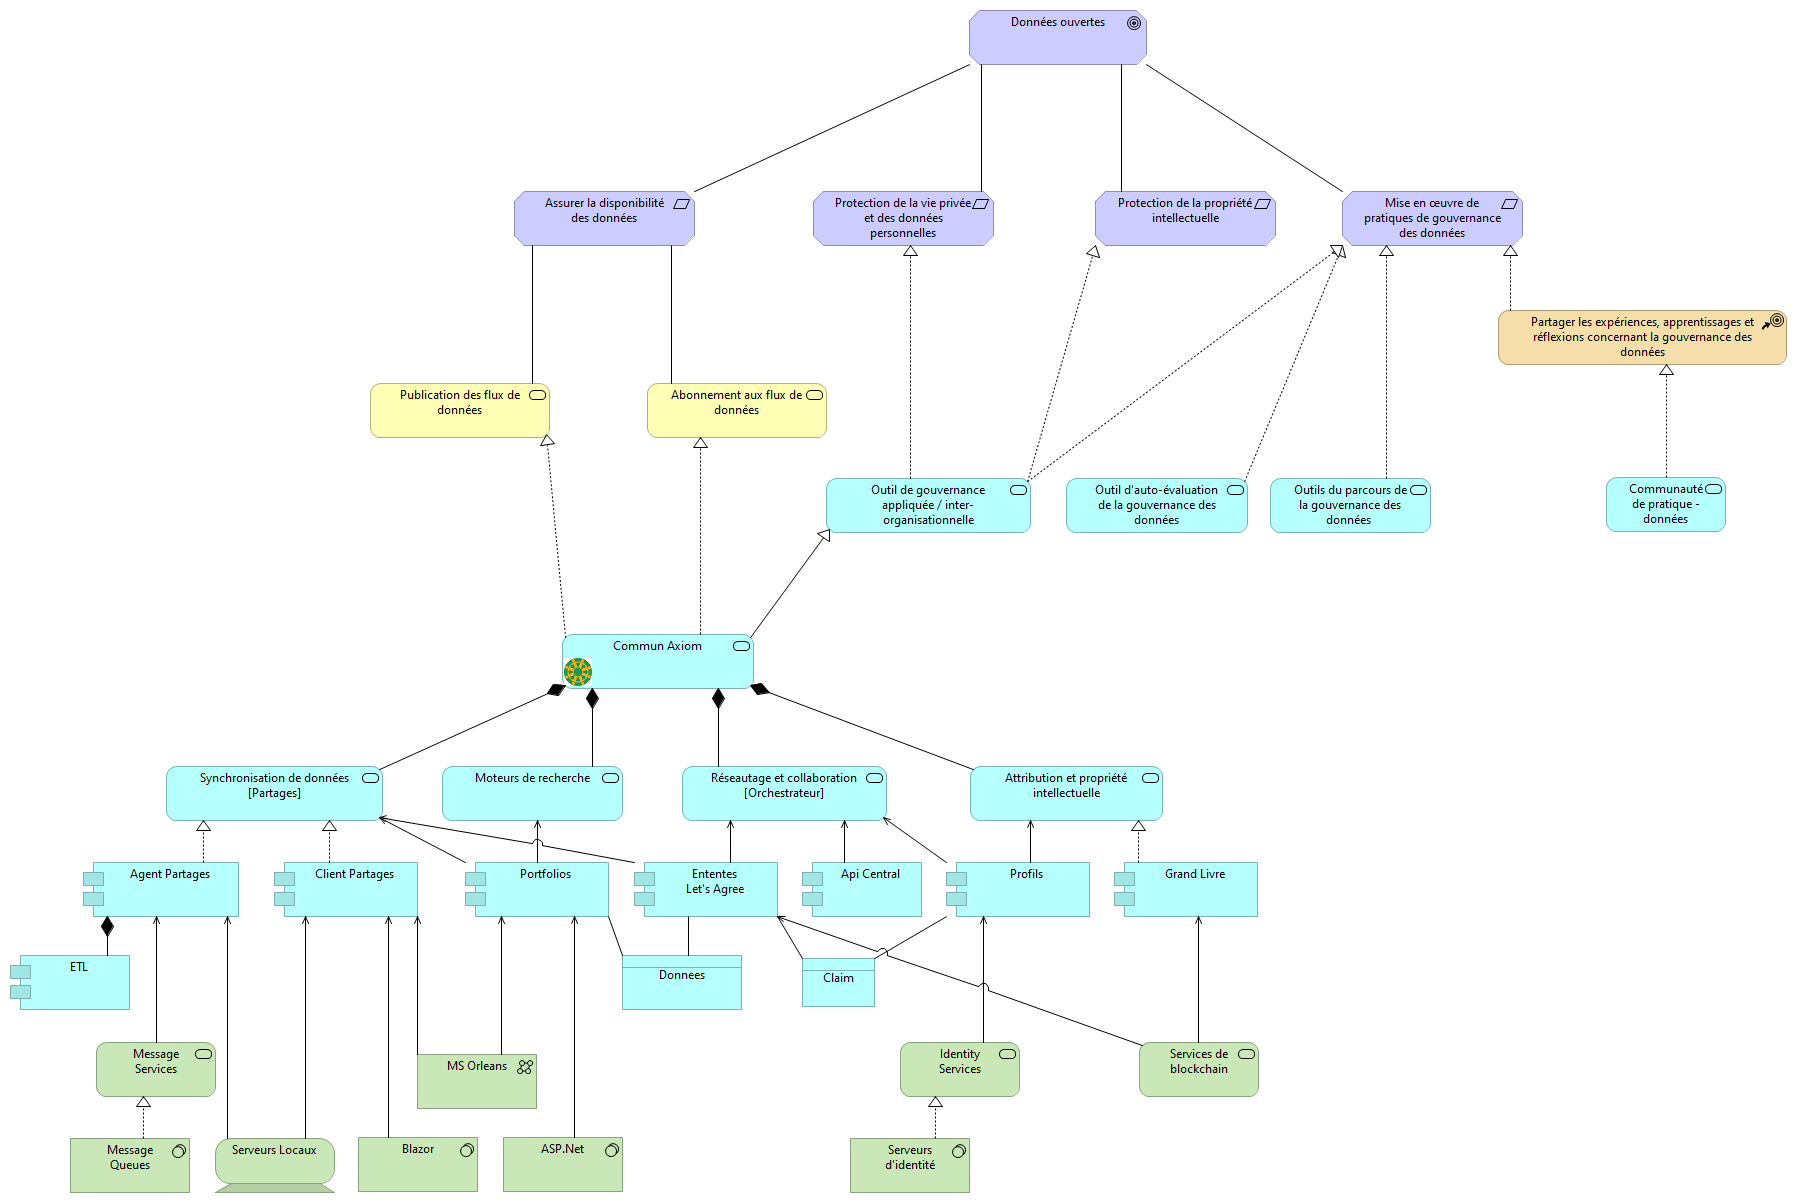 Données ouvertes
Assurer la disponibilité
des données
Protection de la vie privée
et des données
personnelles
Protection de la propriété
intellectuelle
Mise en œuvre de
pratiques de gouvernance
des données
Partager les expériences, apprentissages et
réflexions concernant la gouvernance des
données
Publication des flux de
données
Abonnement aux flux de
données
Outil de gouvernance
appliquée / inter-
organisationnelle
Outil d'auto-évaluation
de la gouvernance des
données
Outils du parcours de
la gouvernance des
données
Communauté
de pratique -
données
Commun Axiom
Synchronisation de données
[Partages]
Moteurs de recherche
Réseautage et collaboration
[Orchestrateur]
Attribution et propriété
intellectuelle
Agent Partages
Client Partages
Portfolios
Ententes
Let's Agree
Api Central
Profils
Grand Livre
ETL
Donnees
Claim
Message
Services
MS Orleans
Identity
Services
Services de
blockchain
Message
Queues
Serveurs Locaux
Blazor
ASP.Net
Serveurs
d'identité